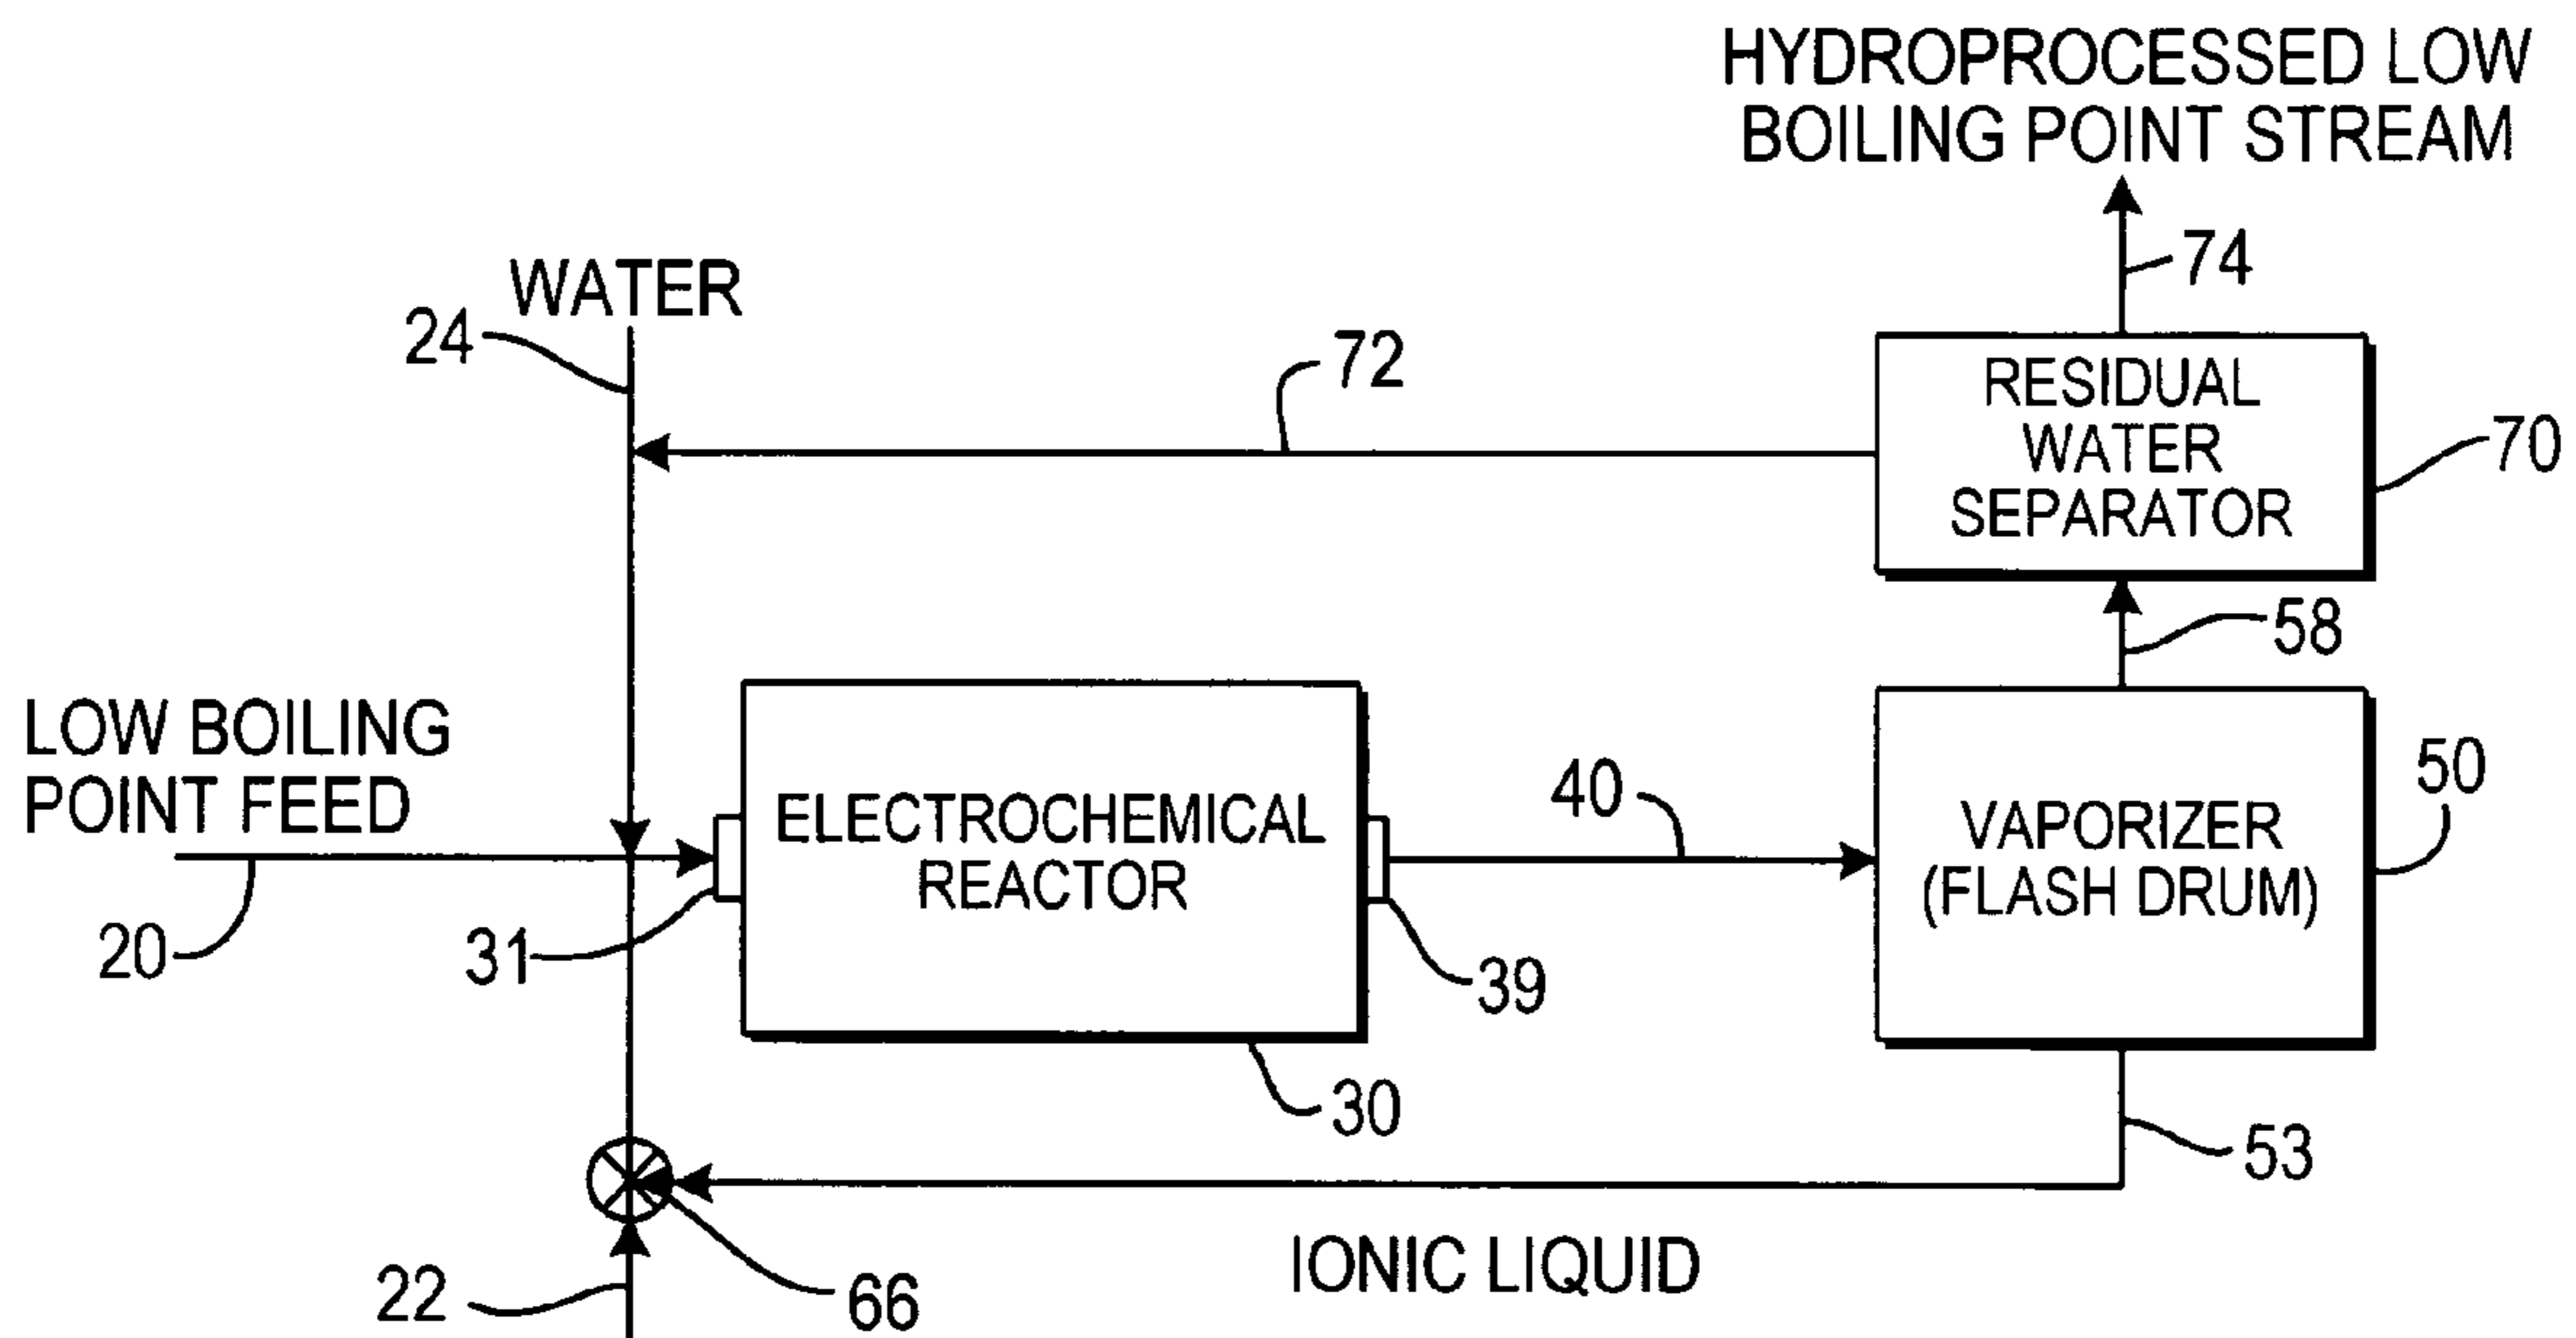 HYDROPROCESSED LOW
BOILING POINT STREAM
74
WATER
24
72
RESIDUAL
WATER
SEPARATOR
70
58
LOW BOILING
POINT FEED
20
31
ELECTROCHEMICAL
REACTOR
40
39
30
VAPORIZER
(FLASH DRUM)
50
53
22
66
IONIC LIQUID